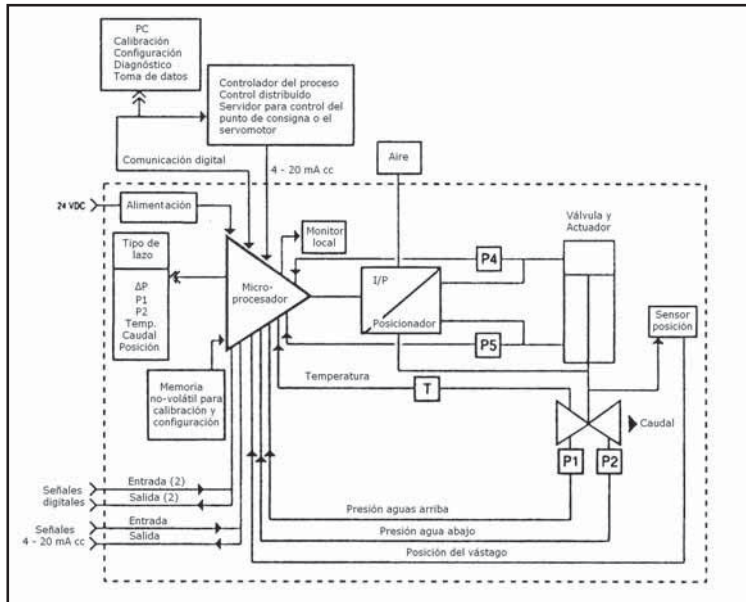 PC
Calibración
Configuración
Diagnóstico
Toma de datos
Controlador del proceso
Control distribuído
Servidor para control del
punto de consigna o el
servomotor
Comunicación digital
4 - 20 mA cc
Aire
24 VDC
Alimentación
Válvula y
Actuador
Tipo de
lazo
ΔP
P1
P2
Temp.
Caudal
Posición
Monitor
local
Micro-
procesador
P4
I/P
Posicionador
P5
Sensor
posición
Memoria
no-volátil para
calibración y
configuración
Temperatura
T
Caudal
P1
P2
Señales
digitales
Entrada (2)
Salida (2)
Señales
4 - 20 mA cc
Entrada
Salida
Presión aguas arriba
Presión agua abajo
Posición del vástago